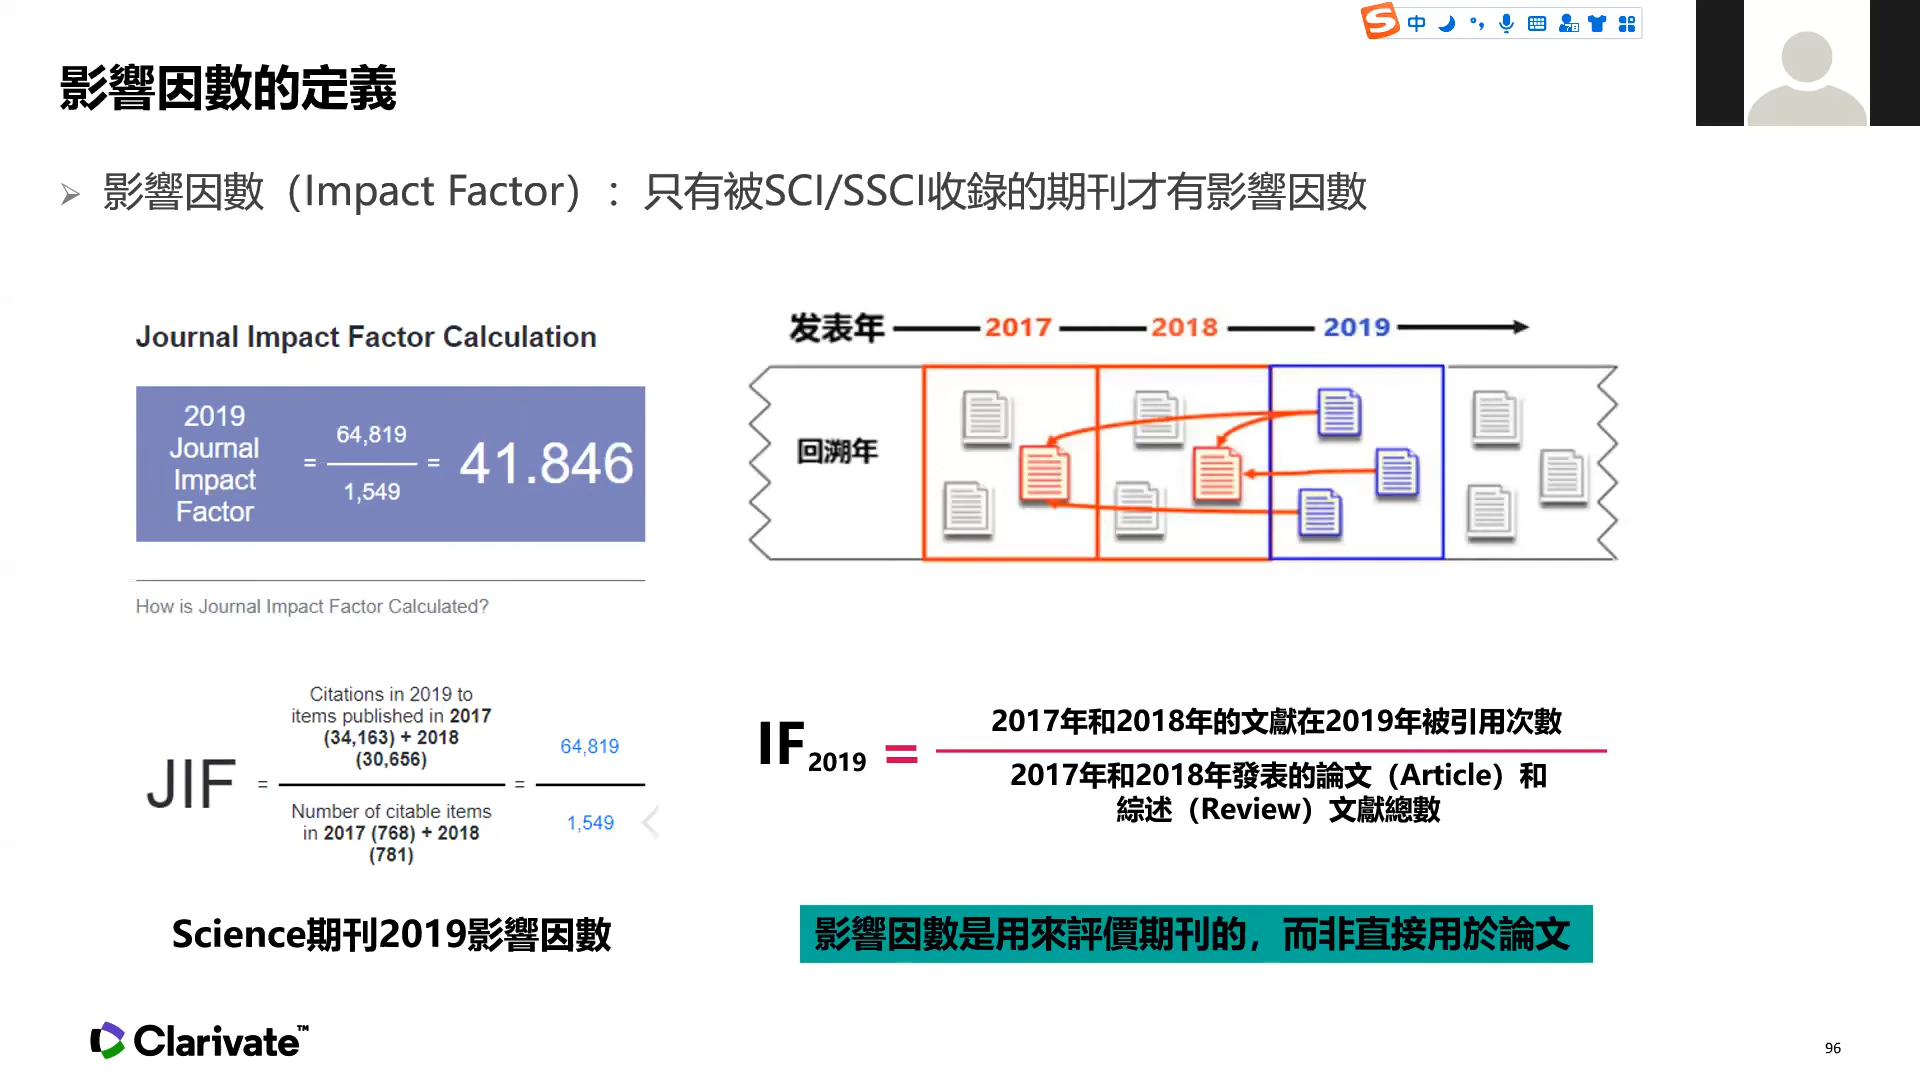 中
影響因數的定義
影響因數（Impact Factor）：只有被SCI/SSCI收錄的期刊才有影響因數
Journal Impact Factor Calculation
2019
Journal
Impact
Factor
=
64,819
1,549
=
41.846
How is Journal Impact Factor Calculated?
JIF
=
Citations in 2019 to
items published in 2017
(34,163) + 2018
(30,656)
Number of citable items
in 2017 (768) + 2018
(781)
=
64,819
1,549
Science期刊2019影響因數
发表年
2017
2018
2019
回溯年
IF2019 =
2017年和2018年的文獻在2019年被引用次數
2017年和2018年發表的論文（Article）和
綜述（Review）文獻總數
影響因數是用來評價期刊的，而非直接用於論文
Clarivate™
96